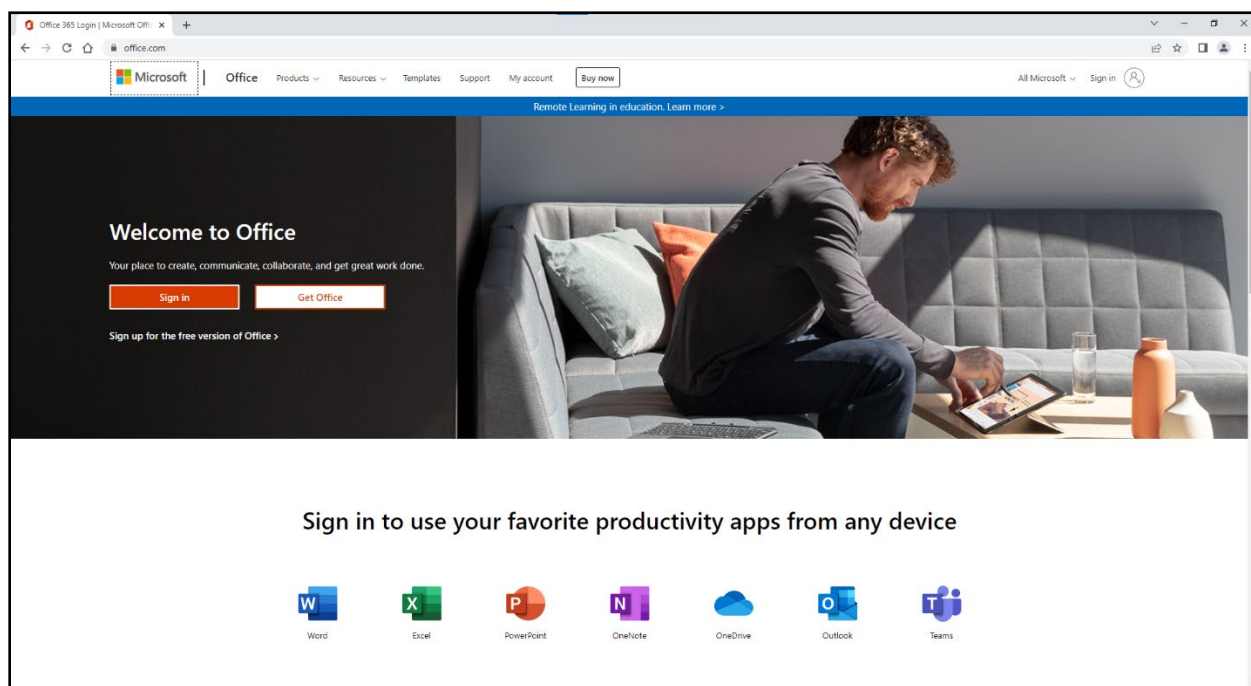 Office 365 Login | Microsoft Offic
office.com
Microsoft | Office Products Resources Templates Support My account Buy now All Microsoft Sign in
Remote Learning in education. Learn more >
Welcome to Office
Your place to create, communicate, collaborate, and get great work done.
Sign in Get Office
Sign up for the free version of Office >
Sign in to use your favorite productivity apps from any device
W X P N O T
Word Excel PowerPoint OneNote OneDrive Outlook Teams